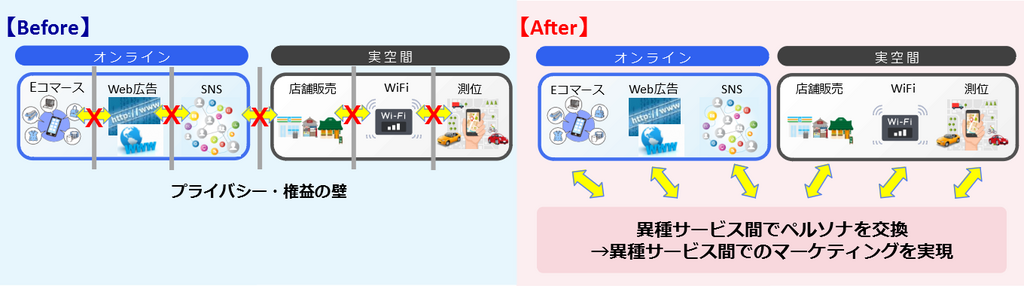 【Before】
オンライン
実空間
Eコマース
Web広告
SNS
店舗販売
WiFi
測位
http://www
www
Wi-Fi
X
X
X
X
X
プライバシー・権益の壁
【After】
オンライン
実空間
Eコマース
Web広告
SNS
店舗販売
WiFi
測位
http://www
www
Wi-Fi
異種サービス間でペルソナを交換
→異種サービス間でのマーケティングを実現